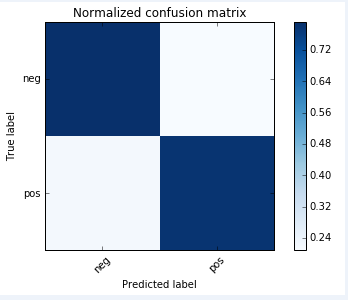 Normalized confusion matrix
True label
neg
pos
neg
pos
Predicted label
0.72
0.64
0.56
0.48
0.40
0.32
0.24